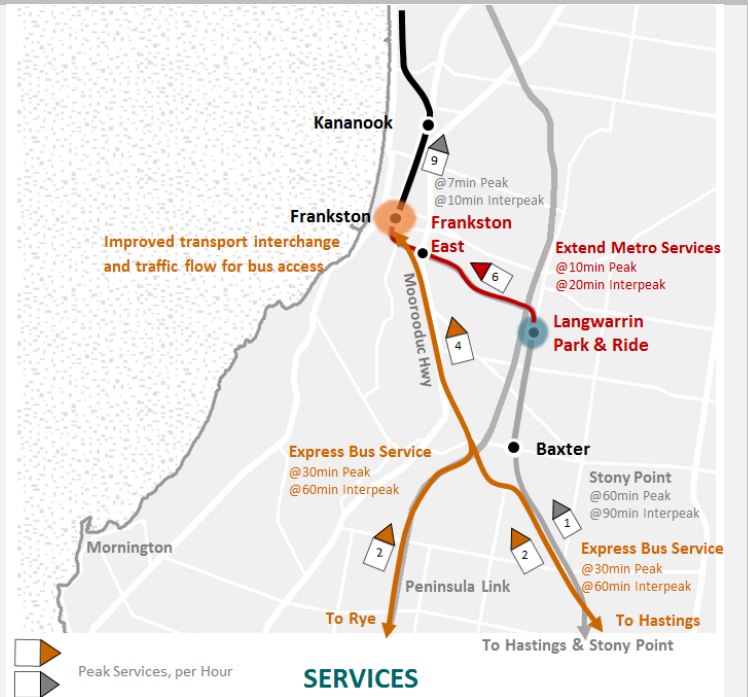 Kananook
9
@7min Peak
@10min Interpeak
Frankston
Frankston
East
Improved transport interchange
and traffic flow for bus access
Extend Metro Services
@10min Peak
@20min Interpeak
6
Langwarrin
Park & Ride
Moorooduc Hwy
4
Baxter
Express Bus Service
@30min Peak
@60min Interpeak
Stony Point
@60min Peak
@90min Interpeak
1
Mornington
2
2
Express Bus Service
@30min Peak
@60min Interpeak
Peninsula Link
To Rye
To Hastings
To Hastings & Stony Point
Peak Services, per Hour
SERVICES